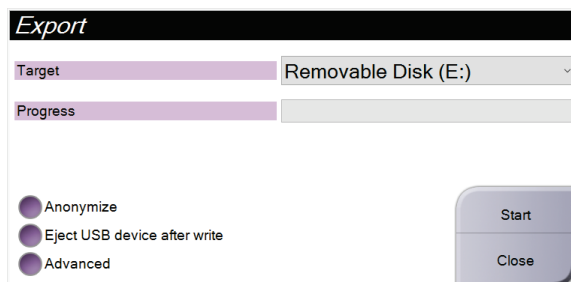 Export
Target
Removable Disk (E:)
Progress
Anonymize
Eject USB device after write
Advanced
Start
Close